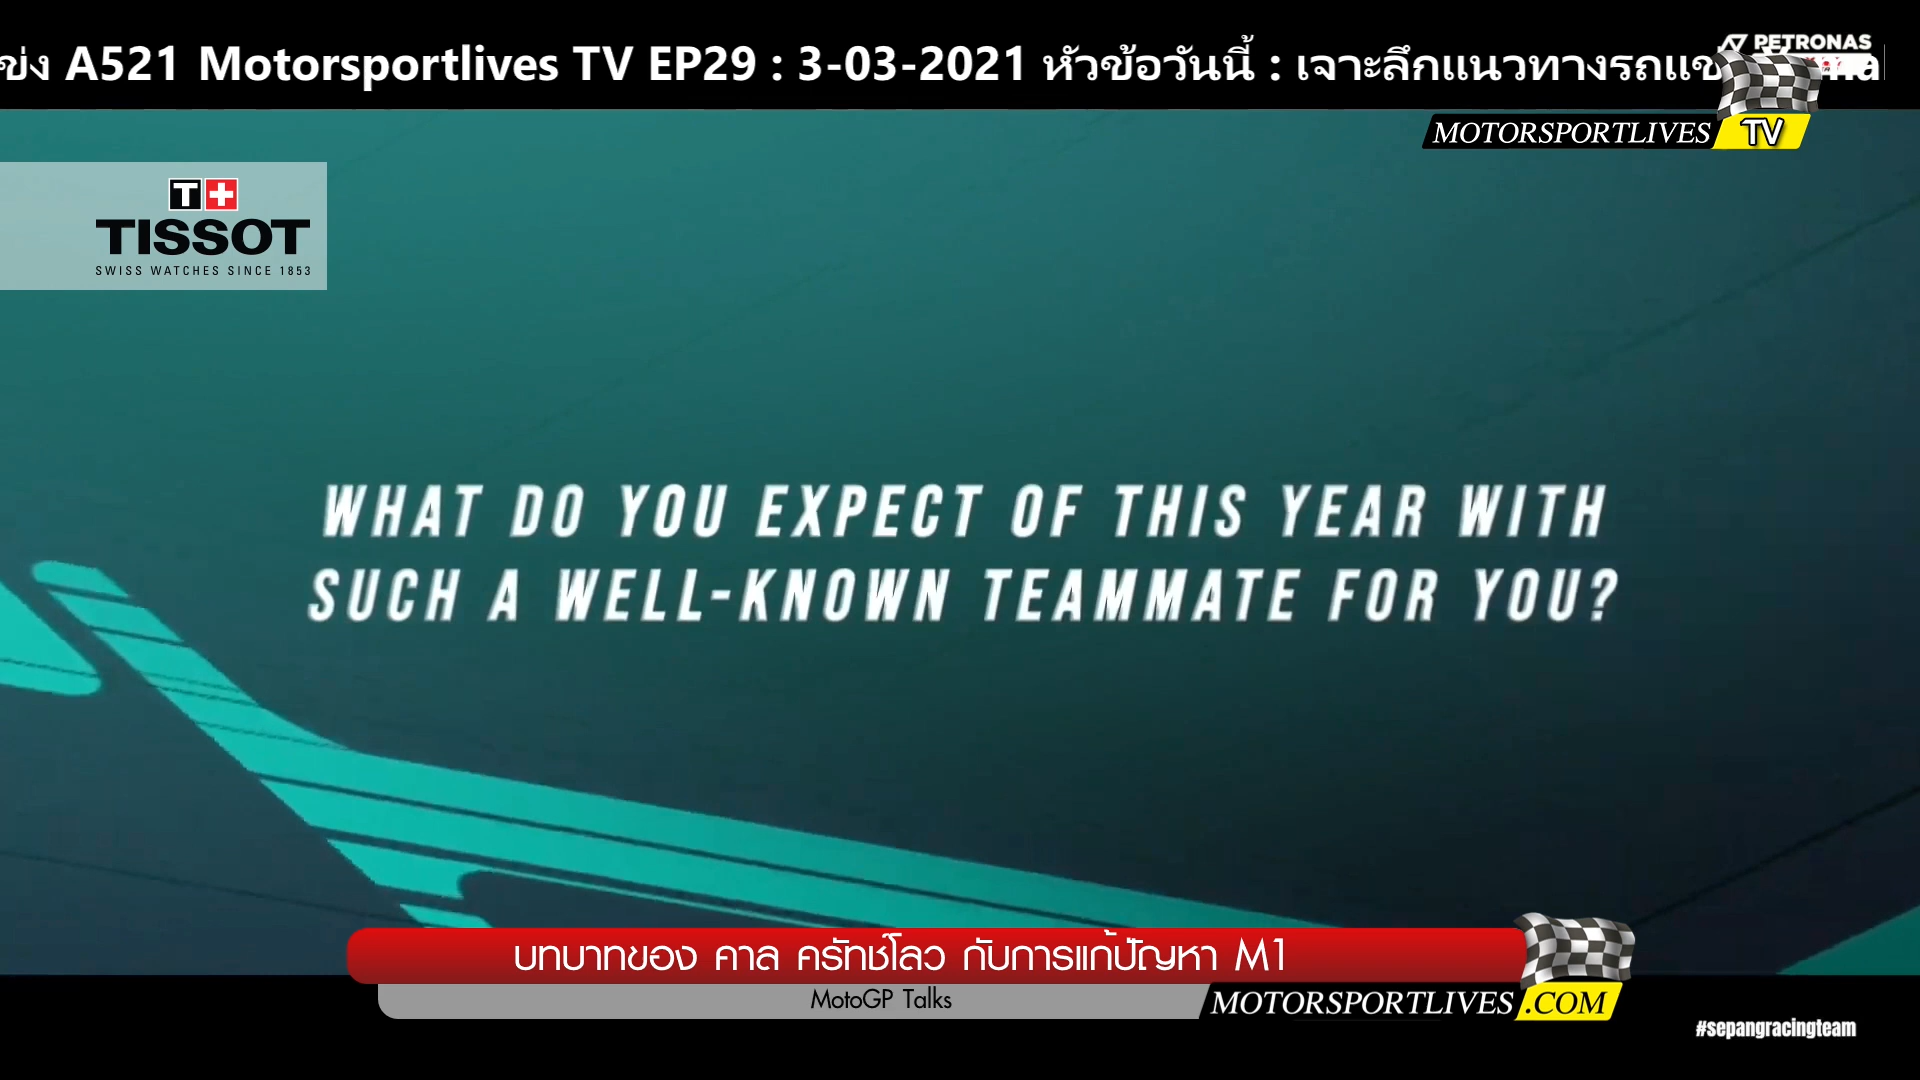 ข่ง A521 Motorsportlives TV EP29 : 3-03-2021 หัวข้อวันนี้ : เจาะลึกแนวทางรถแข
PETRONAS
MOTORSPORTLIVES TV
T+
TISSOT
SWISS WATCHES SINCE 1853
WHAT DO YOU EXPECT OF THIS YEAR WITH
SUCH A WELL-KNOWN TEAMMATE FOR YOU?
บทบาทของ คาล ครัทช์โลว กับการแก้ปัญหา M1
MotoGP Talks
MOTORSPORTLIVES .COM
#sepangracingteam